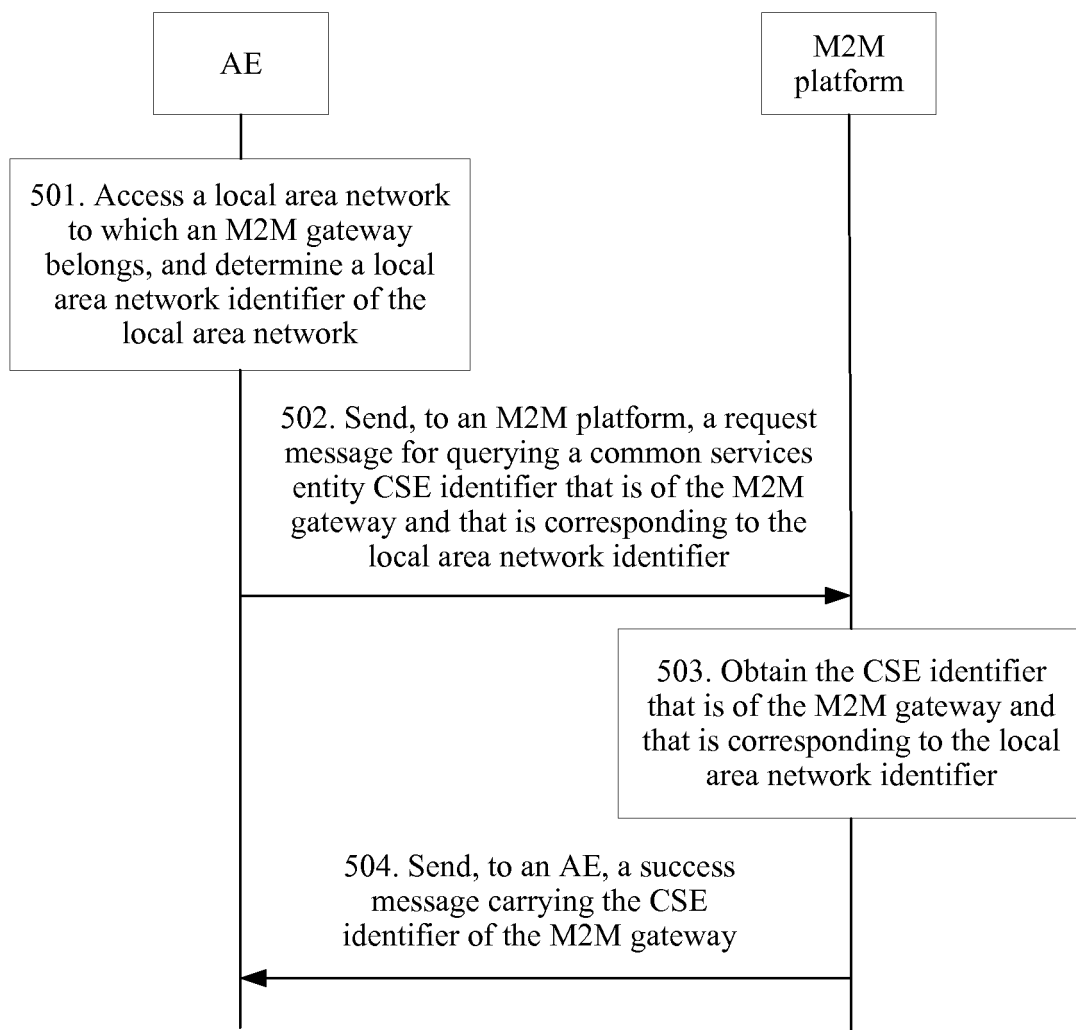 AE
M2M
platform
501. Access a local area network
to which an M2M gateway
belongs, and determine a local
area network identifier of the
local area network
502. Send, to an M2M platform, a request
message for querying a common services
entity CSE identifier that is of the M2M
gateway and that is corresponding to the
local area network identifier
503. Obtain the CSE identifier
that is of the M2M gateway and
that is corresponding to the local
area network identifier
504. Send, to an AE, a success
message carrying the CSE
identifier of the M2M gateway